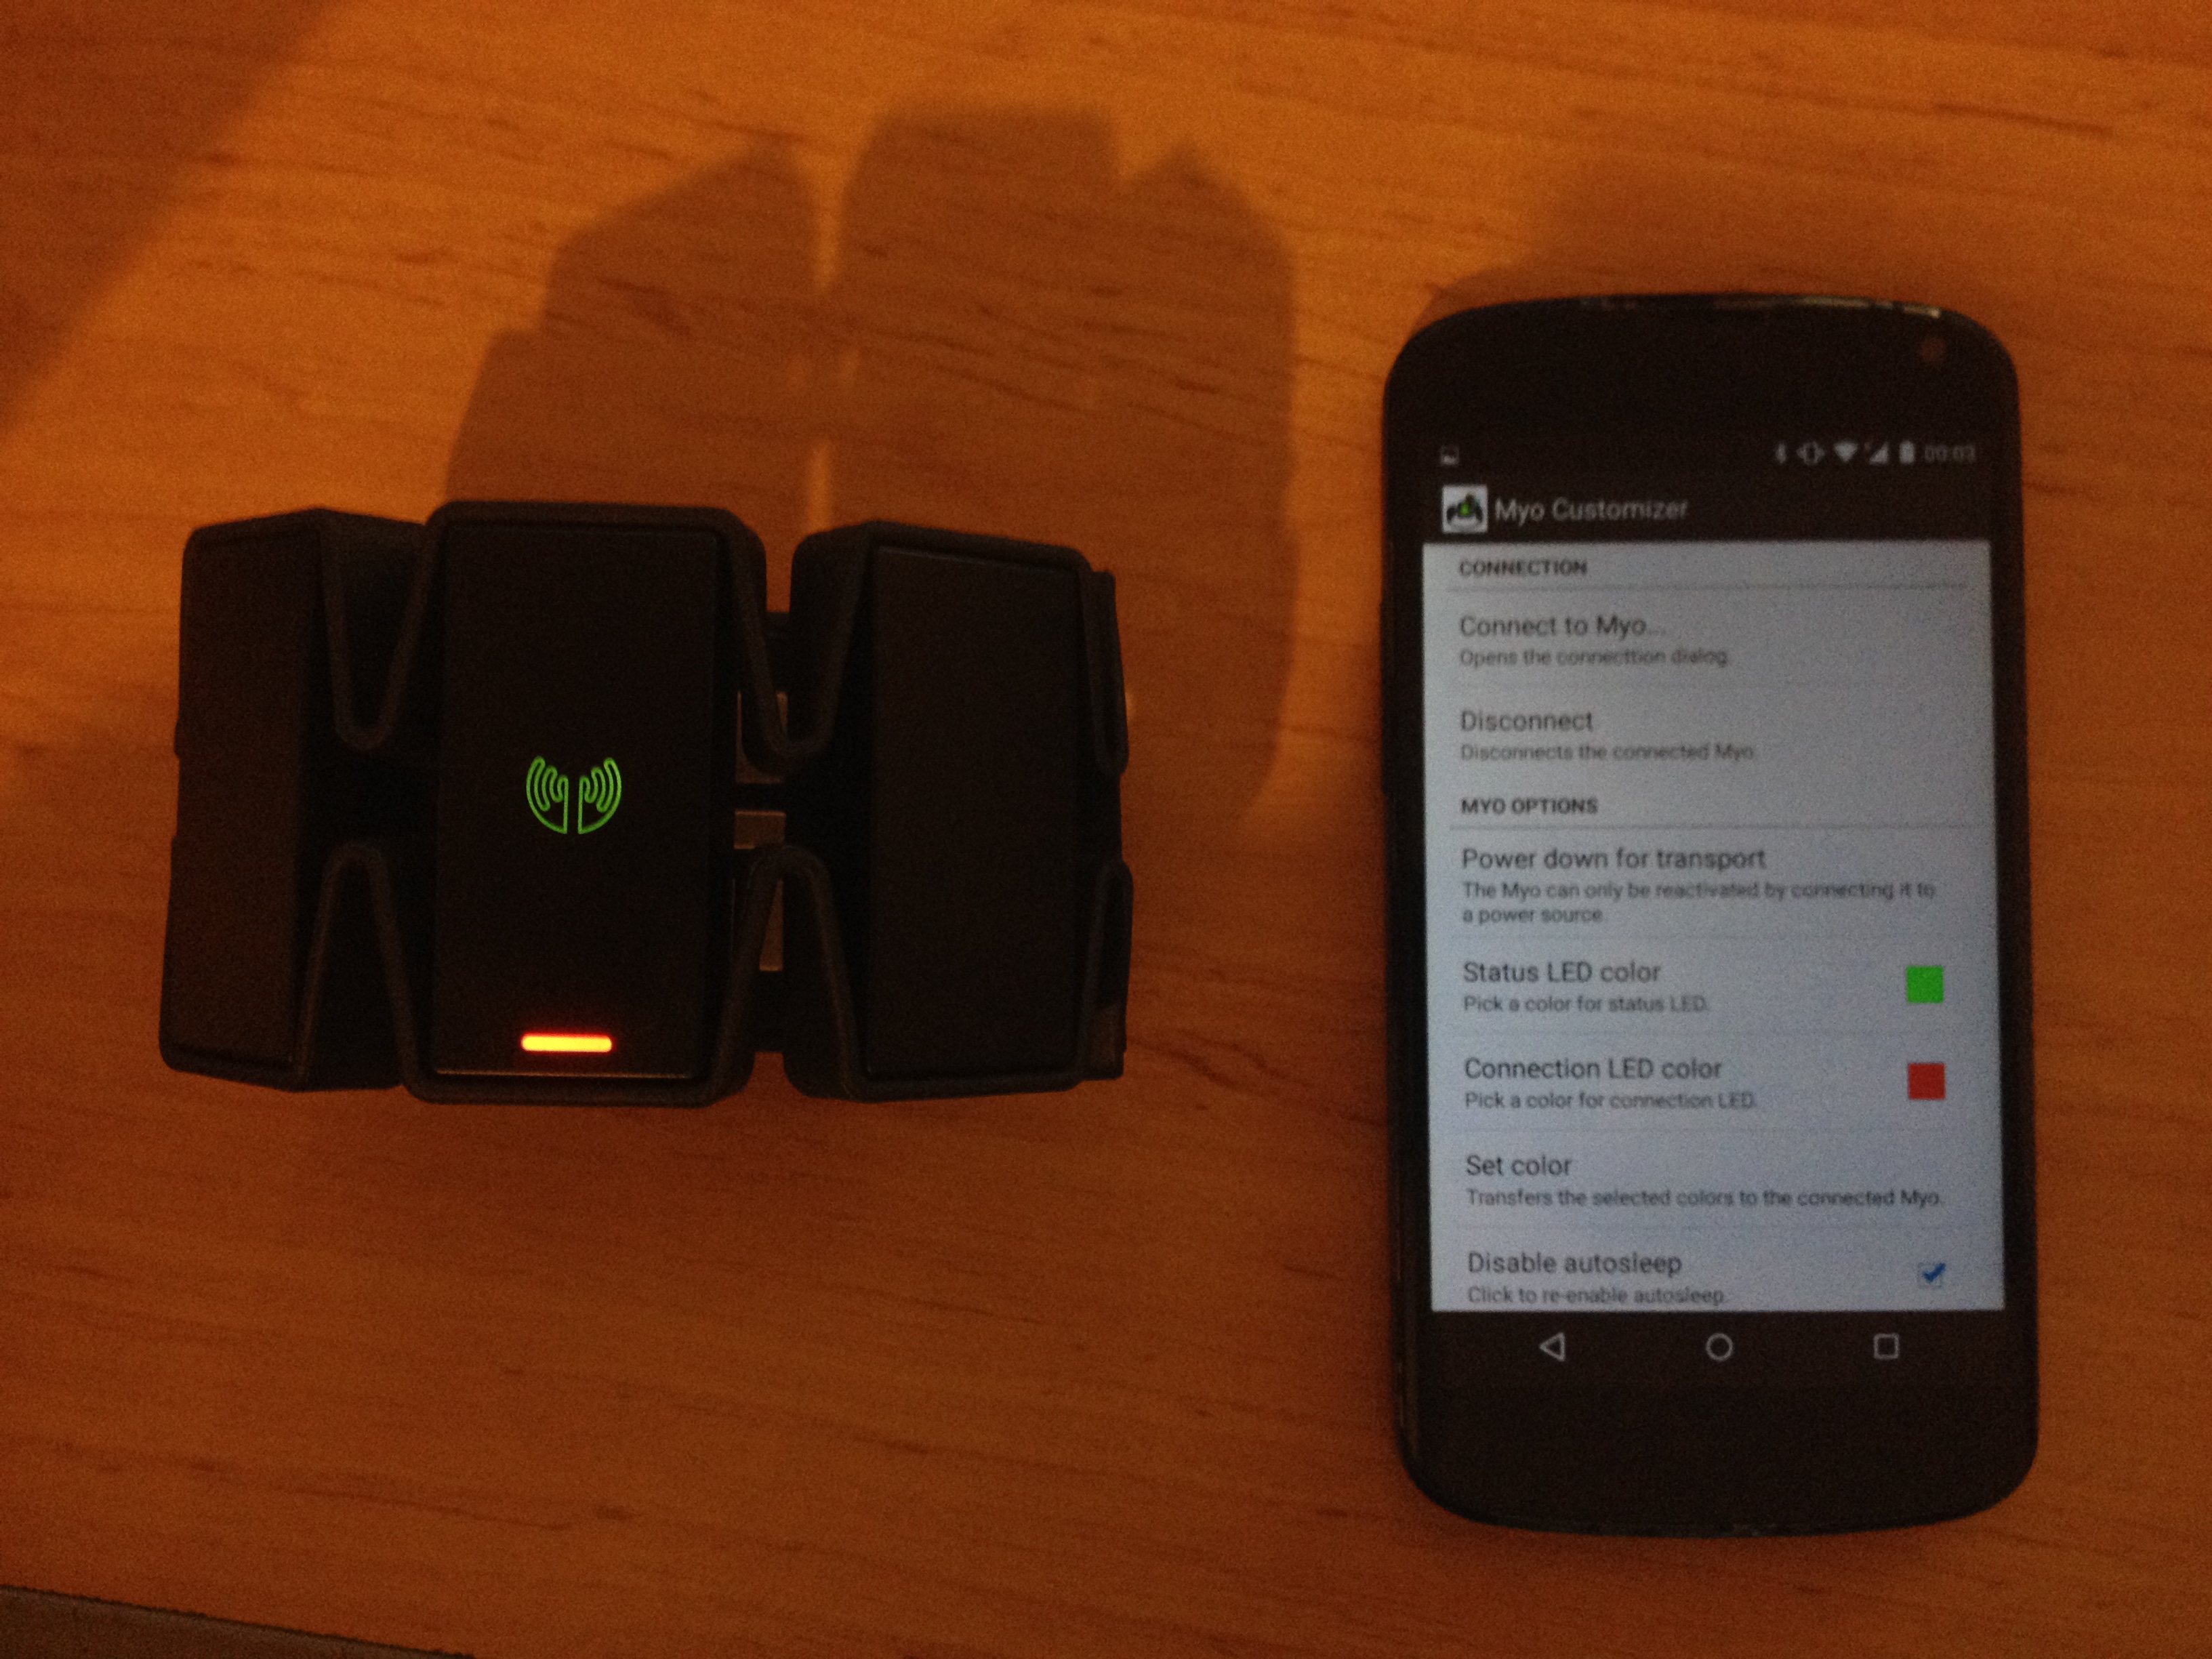 00:03
Myo Customizer
CONNECTION
Connect to Myo...
Opens the connecttion dialog.
Disconnect
Disconnects the connected Myo.
MYO OPTIONS
Power down for transport
The Myo can only be reactivated by connecting it to
a power source.
Status LED color
Pick a color for status LED.
Connection LED color
Pick a color for connection LED.
Set color
Transfers the selected colors to the connected Myo.
Disable autosleep
Click to re-enable autosleep.